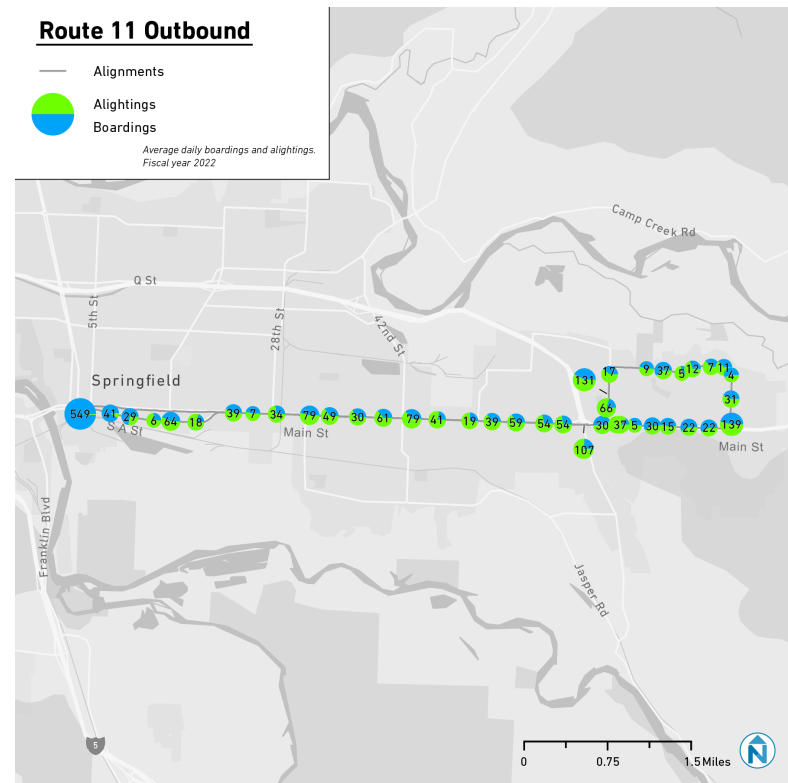 Route 11 Outbound
Alignments
Alightings
Boardings
Average daily boardings and alightings.
Fiscal year 2022
Camp Creek Rd
Q St
5th St
28th St
42nd St
Springfield
131
17
9
37
5
12
7
11
4
31
66
549
41
29
6
64
18
39
7
34
79
49
30
61
79
41
19
39
59
54
54
30
37
5
30
15
22
22
139
S A St
Main St
Main St
107
Franklin Blvd
Jasper Rd
5
0
0.75
1.5 Miles
N